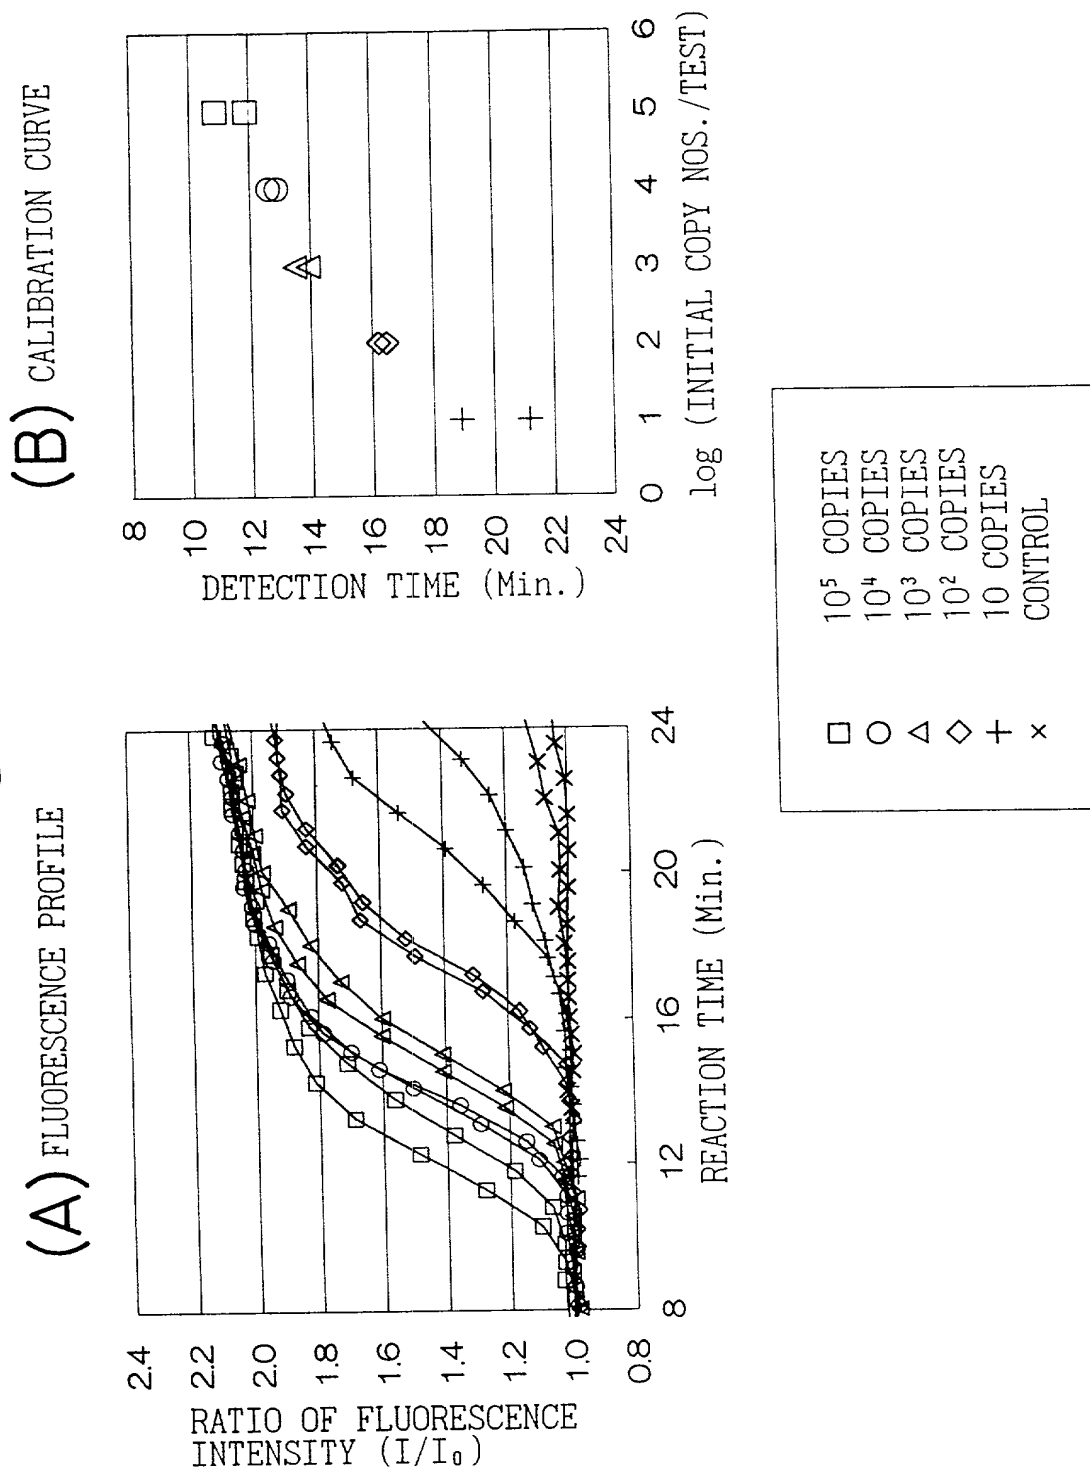 (A) FLUORESCENCE PROFILE
RATIO OF FLUORESCENCE
INTENSITY (I/I₀)
2.4
2.2
2.0
1.8
1.6
1.4
1.2
1.0
0.8
8
12
16
20
24
REACTION TIME (Min.)
(B) CALIBRATION CURVE
DETECTION TIME (Min.)
8
10
12
14
16
18
20
22
24
0
1
2
3
4
5
6
log (INITIAL COPY NOS./TEST)
□ 10⁵ COPIES
○ 10⁴ COPIES
△ 10³ COPIES
◇ 10² COPIES
+ 10 COPIES
× CONTROL